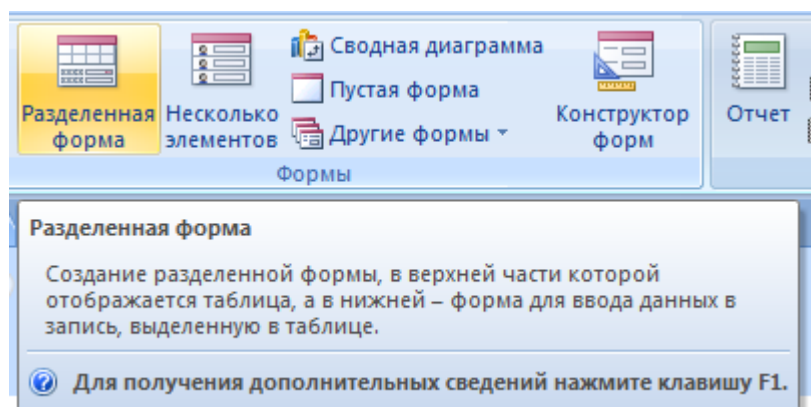 Разделенная форма
Несколько элементов
Сводная диаграмма
Пустая форма
Другие формы
Конструктор форм
Отчет
Формы
Разделенная форма
Создание разделенной формы, в верхней части которой
отображается таблица, а в нижней – форма для ввода данных в
запись, выделенную в таблице.
Для получения дополнительных сведений нажмите клавишу F1.